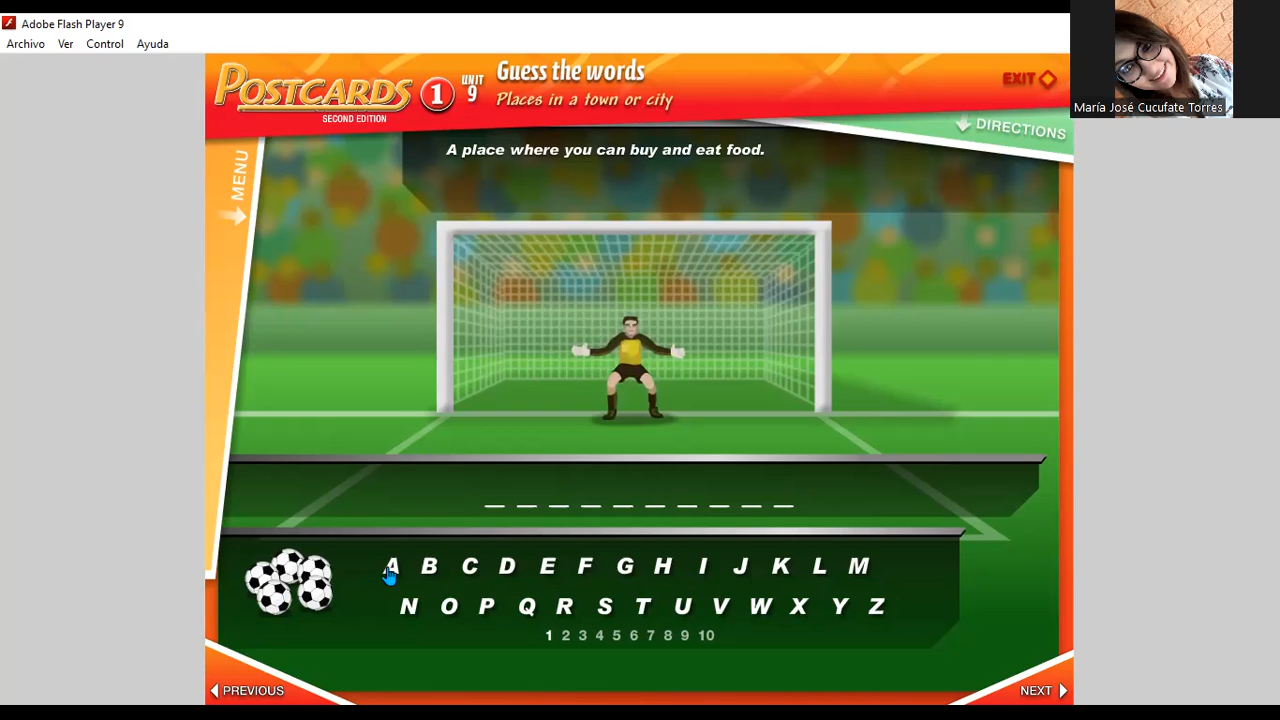 Adobe Flash Player 9
Archivo Ver Control Ayuda
María José Cucufate Torres
POSTCARDS 1 UNIT 9
SECOND EDITION
Guess the words
Places in a town or city
EXIT
DIRECTIONS
MENU
A place where you can buy and eat food.
_ _ _ _ _ _ _ _ _ _
A B C D E F G H I J K L M
N O P Q R S T U V W X Y Z
1 2 3 4 5 6 7 8 9 10
PREVIOUS
NEXT